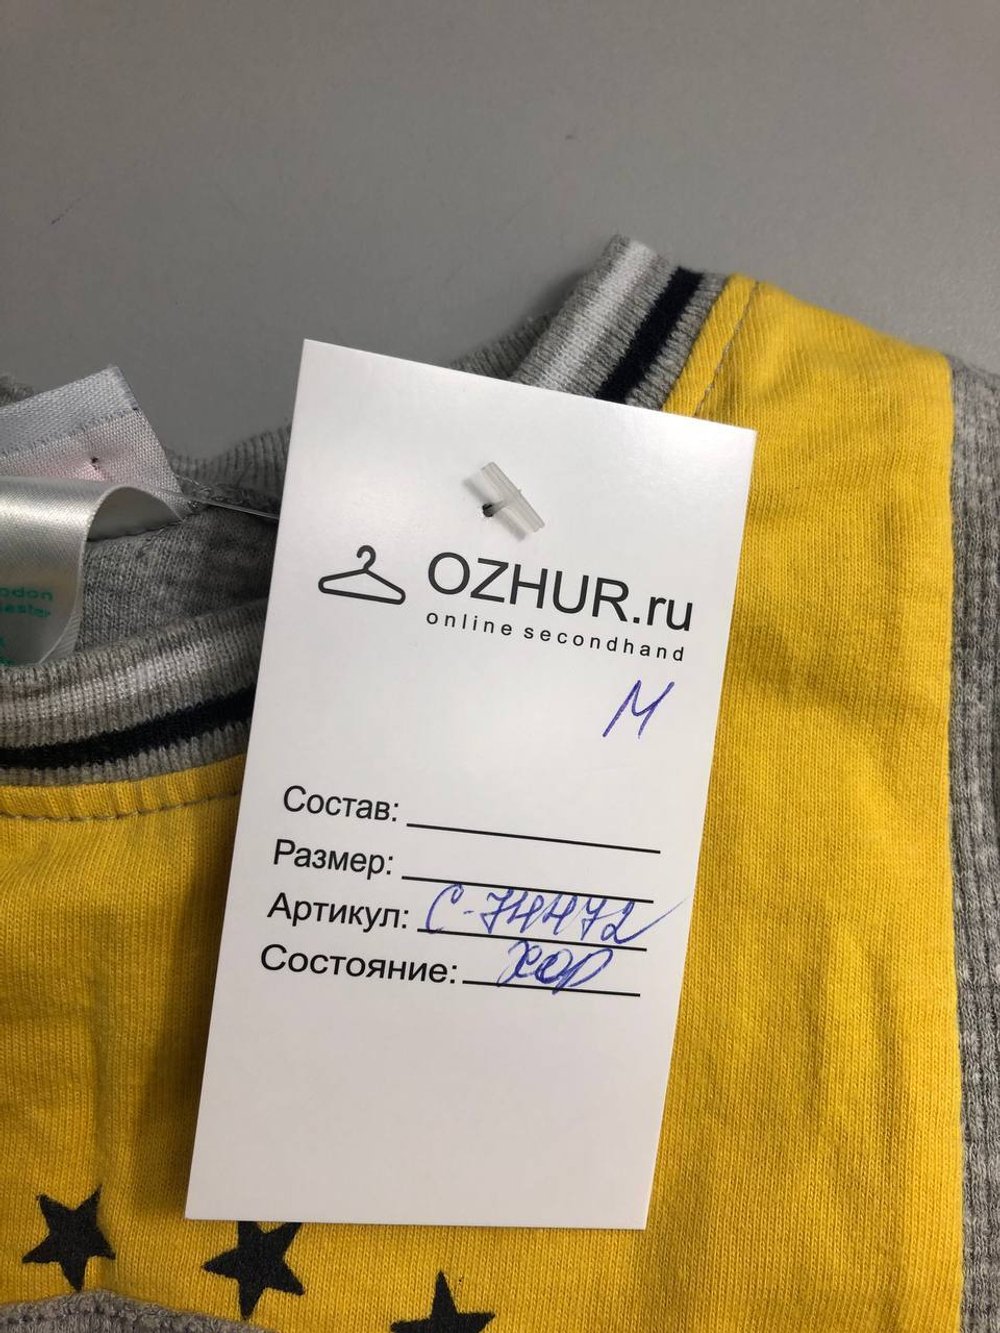 OZHUR.ru
online secondhand
М
Состав:
Размер:
Артикул: С-74472
Состояние: хор